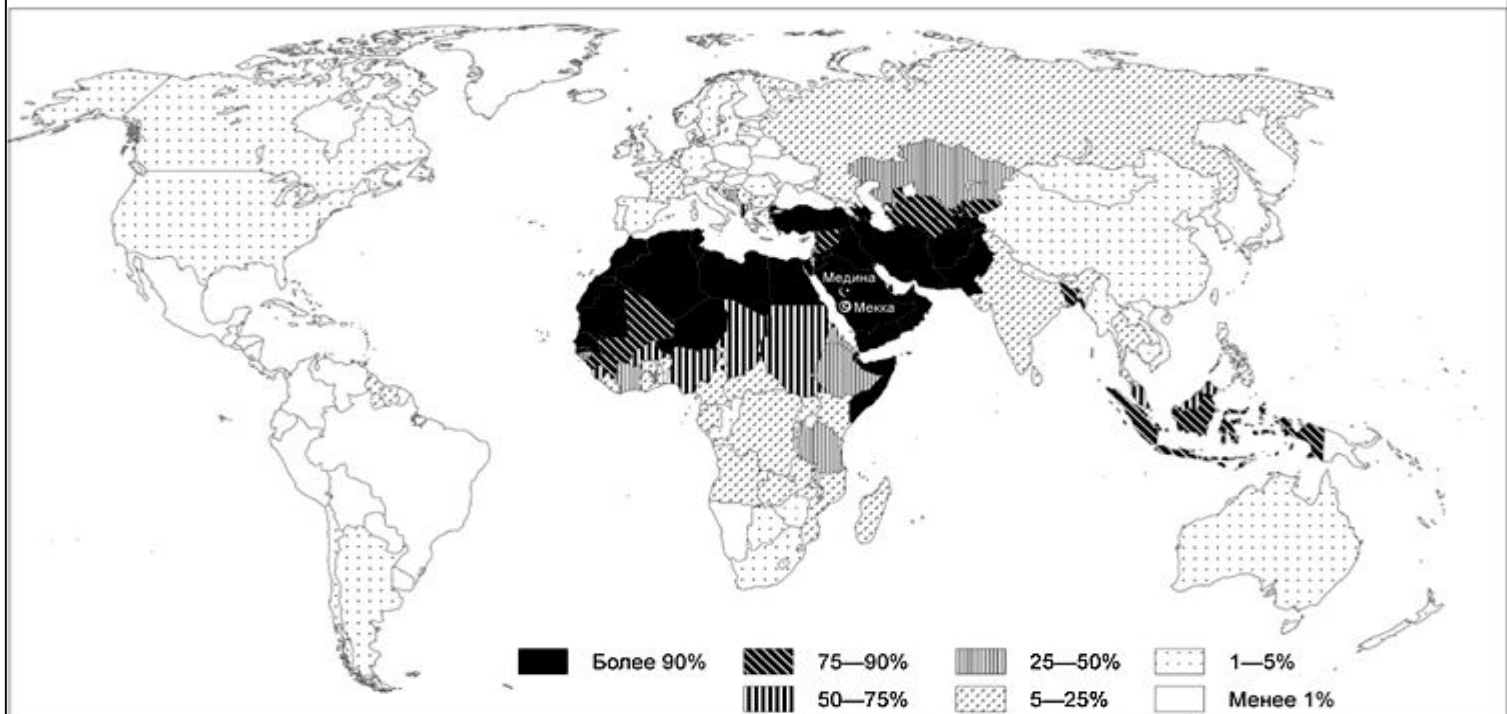 Медина
Мекка
Более 90% 75—90% 25—50% 1—5%
50—75% 5—25% Менее 1%